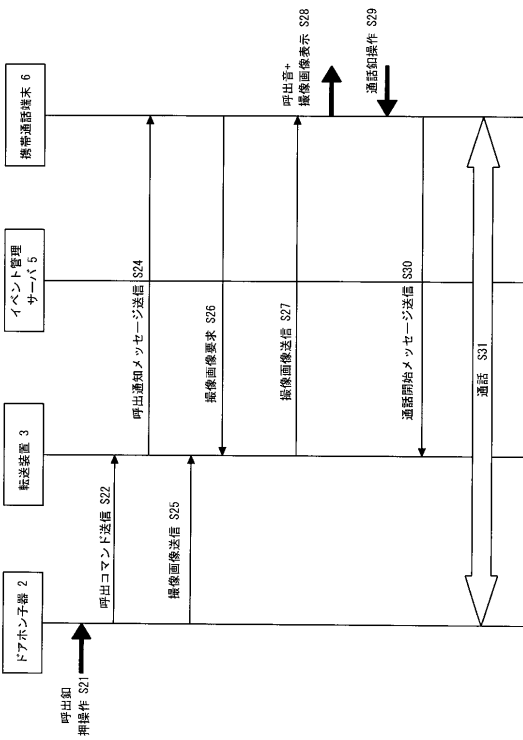 ドアホン子器 2
転送装置 3
イベント管理
サーバ 5
携帯通話端末 6
呼出釦
押操作 S21
呼出コマンド送信 S22
呼出通知メッセージ送信 S24
撮像画像送信 S25
撮像画像要求 S26
撮像画像送信 S27
呼出音+
撮像画像表示 S28
通話釦操作 S29
通話開始メッセージ送信 S30
通話 S31